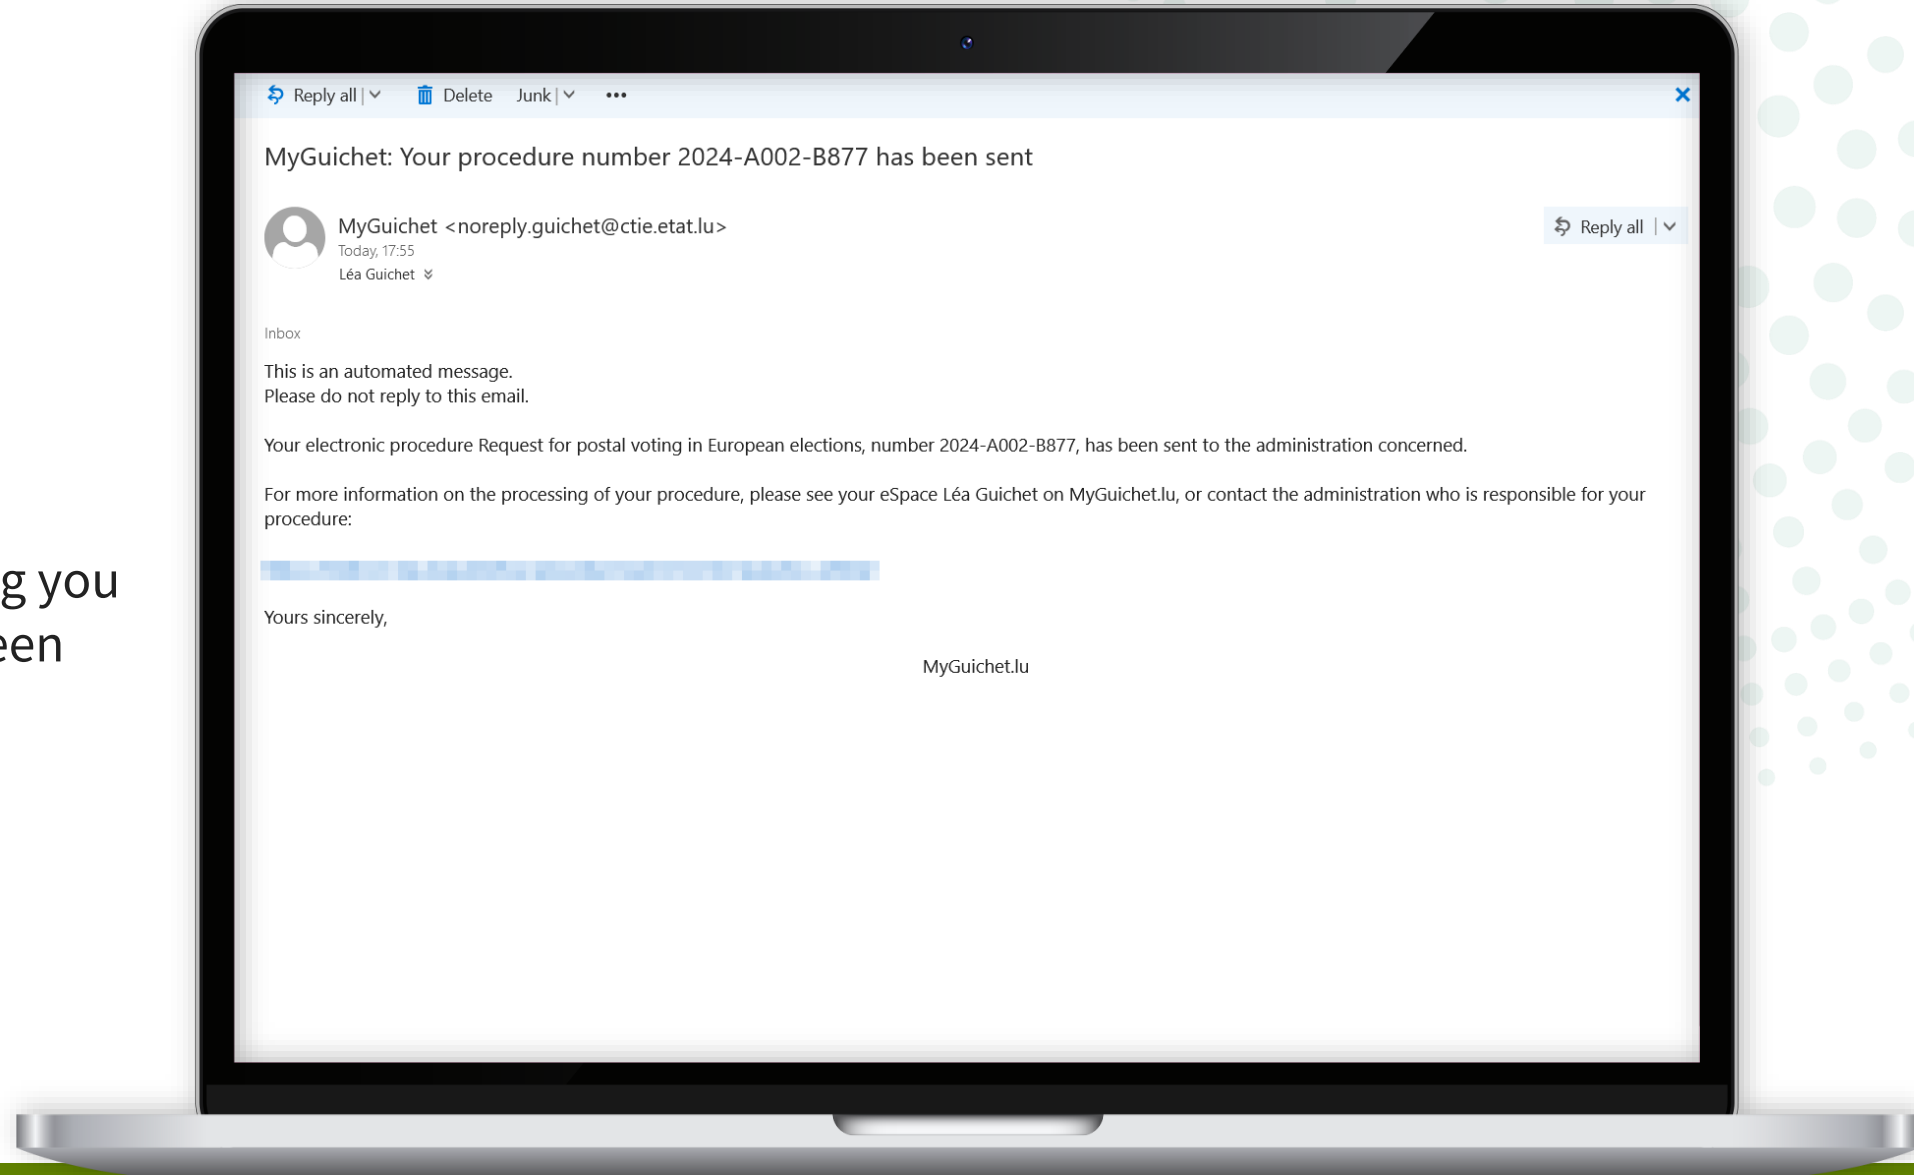 Reply all
Delete
Junk
MyGuichet: Your procedure number 2024-A002-B877 has been sent
MyGuichet <noreply.guichet@ctie.etat.lu>
Today, 17:55
Léa Guichet
Reply all
Inbox
This is an automated message.
Please do not reply to this email.
Your electronic procedure Request for postal voting in European elections, number 2024-A002-B877, has been sent to the administration concerned.
For more information on the processing of your procedure, please see your eSpace Léa Guichet on MyGuichet.lu, or contact the administration who is responsible for your
procedure:
Yours sincerely,
MyGuichet.lu
g you
een